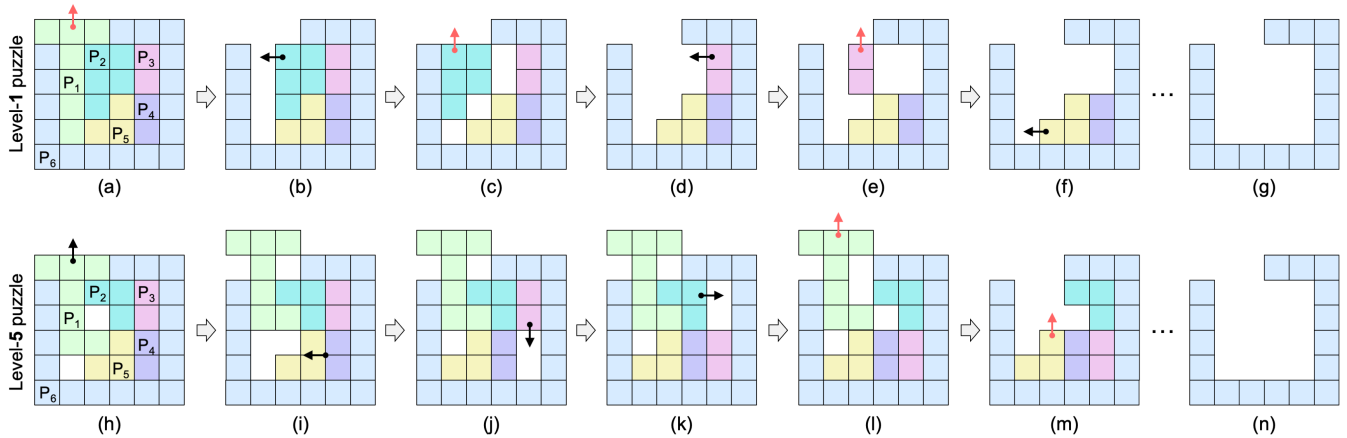 Level-1 puzzle
P1
P2
P3
P4
P5
P6
(a)
(b)
(c)
(d)
(e)
(f)
...
(g)
Level-5 puzzle
P1
P2
P3
P4
P5
P6
(h)
(i)
(j)
(k)
(l)
(m)
...
(n)